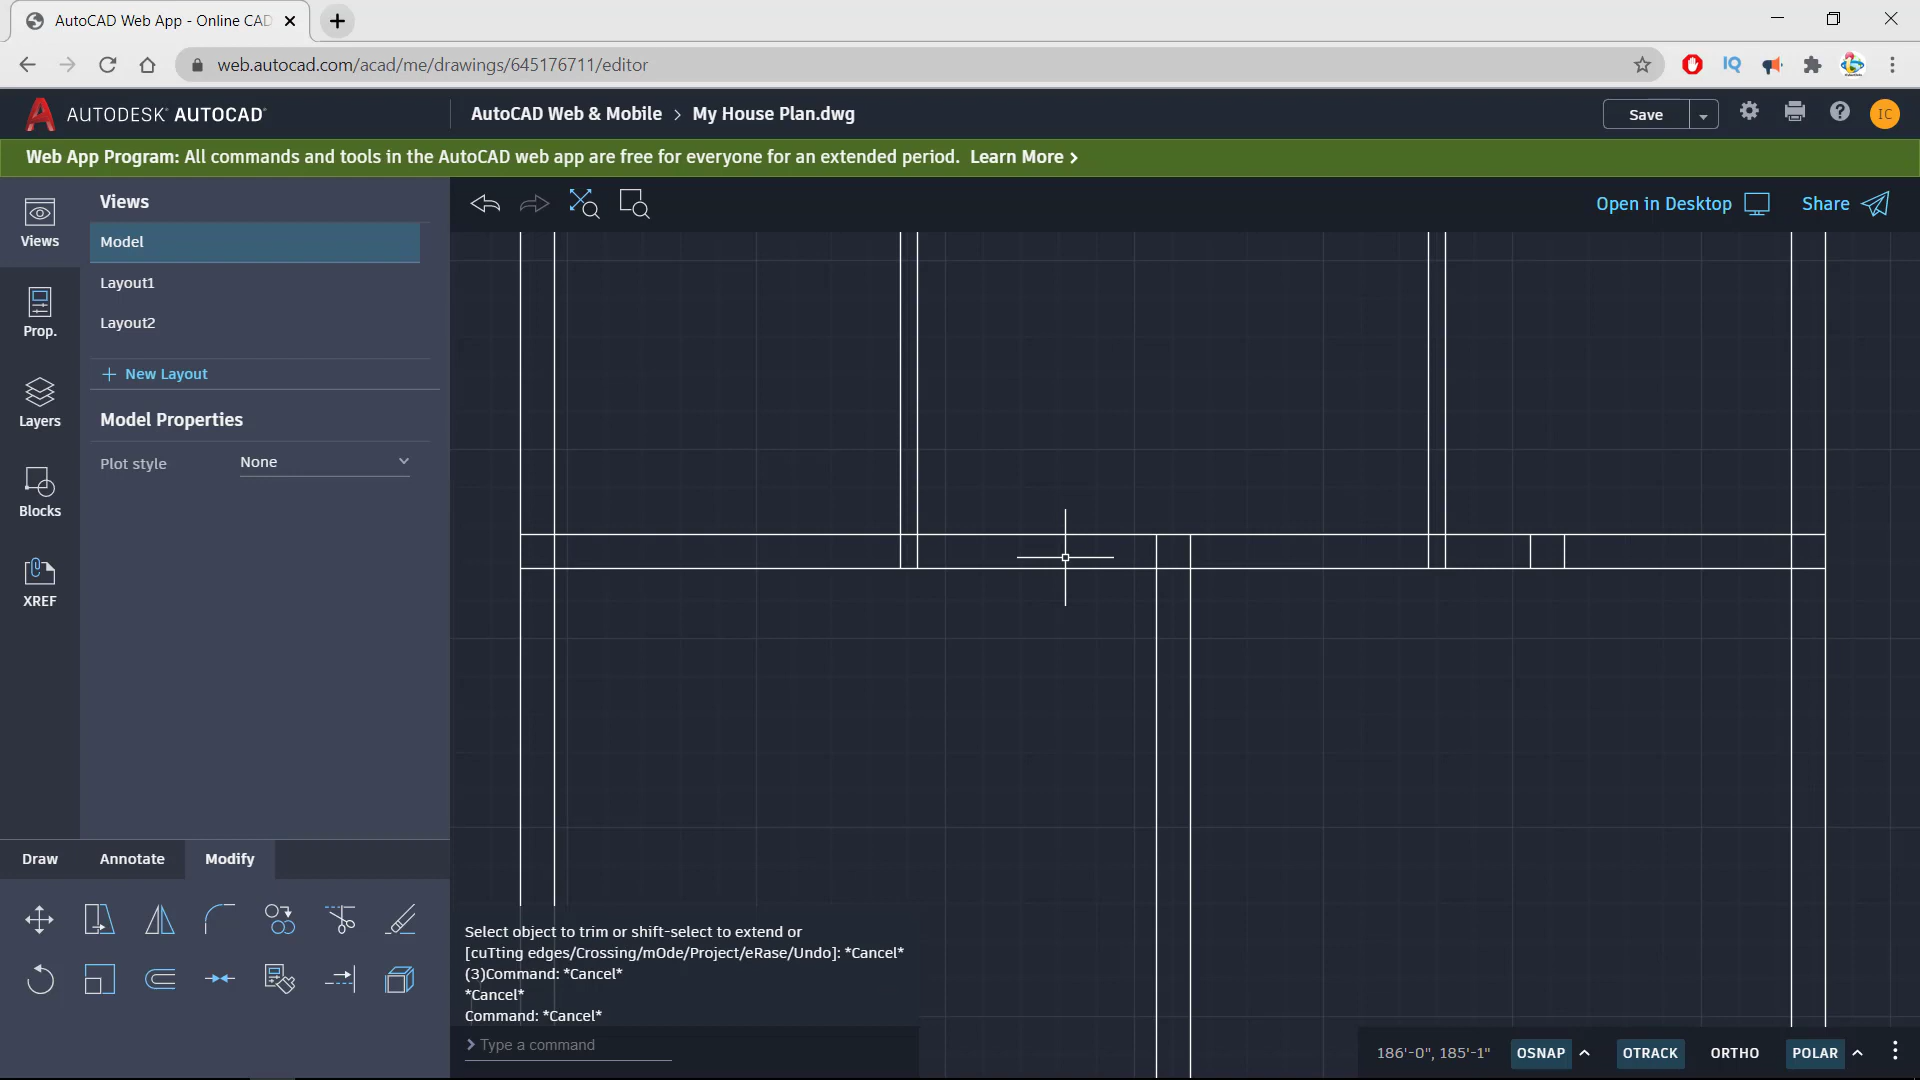 AutoCAD Web App - Online CAD
web.autocad.com/acad/me/drawings/645176711/editor
IQ
AUTODESK® AUTOCAD®
AutoCAD Web & Mobile > My House Plan.dwg
Save
IC
Web App Program: All commands and tools in the AutoCAD web app are free for everyone for an extended period. Learn More >
Views
Prop.
Layers
Blocks
XREF
Views
Model
Layout1
Layout2
+ New Layout
Model Properties
Plot style None
Open in Desktop
Share
Draw Annotate Modify
Select object to trim or shift-select to extend or
[cuTting edges/Crossing/mOde/Project/eRase/Undo]: *Cancel*
(3)Command: *Cancel*
*Cancel*
Command: *Cancel*
> Type a command
186'-0", 185'-1" OSNAP OTRACK ORTHO POLAR